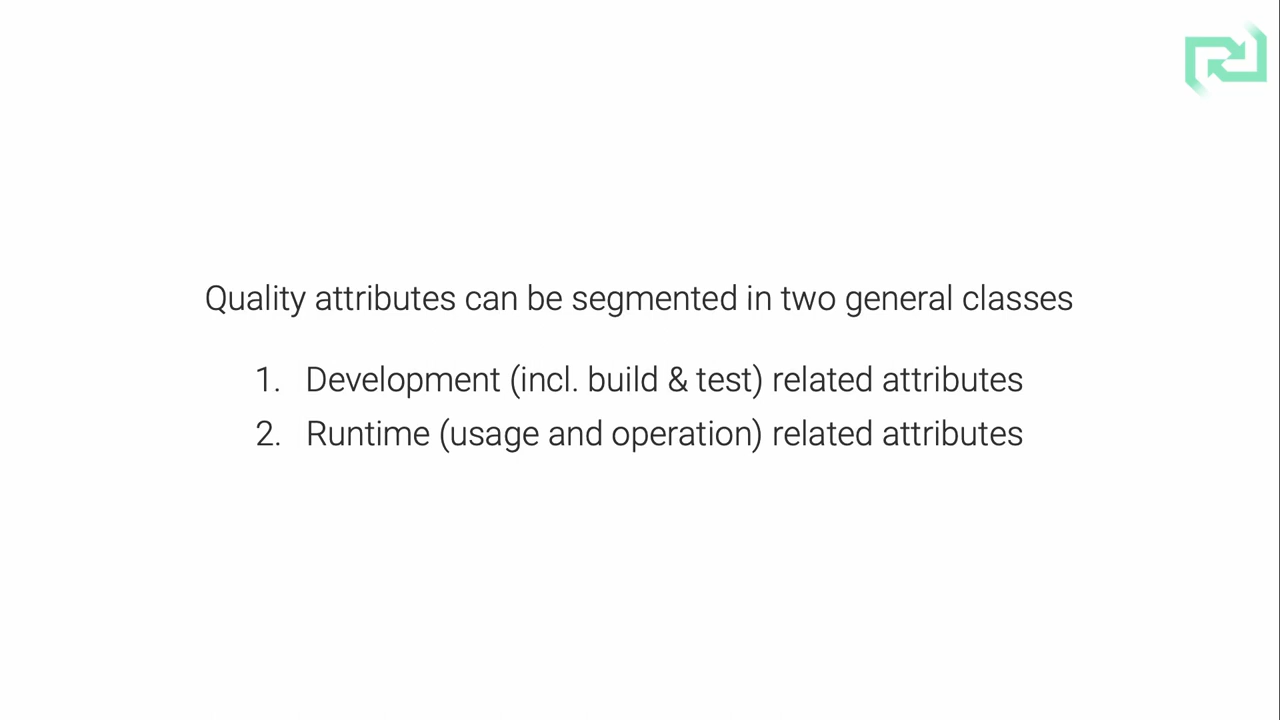 Quality attributes can be segmented in two general classes
1. Development (incl. build & test) related attributes
2. Runtime (usage and operation) related attributes